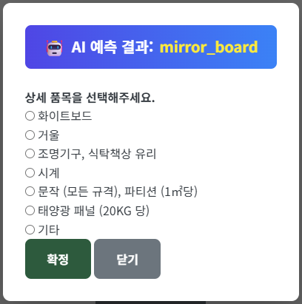 AI 예측 결과: mirror_board
상세 품목을 선택해주세요.
화이트보드
거울
조명기구, 식탁책상 유리
시계
문작 (모든 규격), 파티션 (1㎡당)
태양광 패널 (20KG 당)
기타
확정 닫기